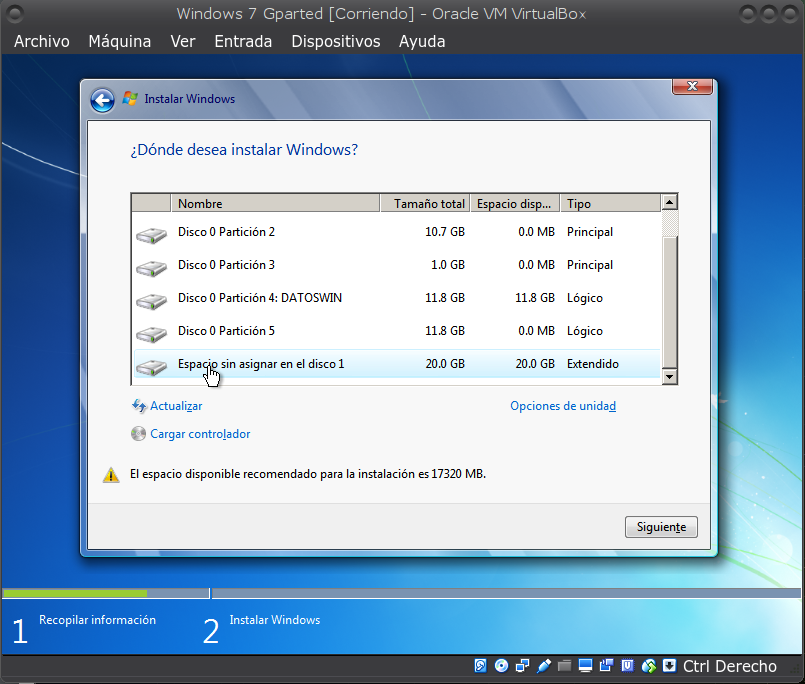 Windows 7 Gparted [Corriendo] - Oracle VM VirtualBox
Archivo Máquina Ver Entrada Dispositivos Ayuda
Instalar Windows
¿Dónde desea instalar Windows?
Nombre Tamaño total Espacio disp... Tipo
Disco 0 Partición 2 10.7 GB 0.0 MB Principal
Disco 0 Partición 3 1.0 GB 0.0 MB Principal
Disco 0 Partición 4: DATOSWIN 11.8 GB 11.8 GB Lógico
Disco 0 Partición 5 11.8 GB 0.0 MB Lógico
Espacio sin asignar en el disco 1 20.0 GB 20.0 GB Extendido
Actualizar Opciones de unidad
Cargar controlador
El espacio disponible recomendado para la instalación es 17320 MB.
Siguiente
1 Recopilar información 2 Instalar Windows
Ctrl Derecho